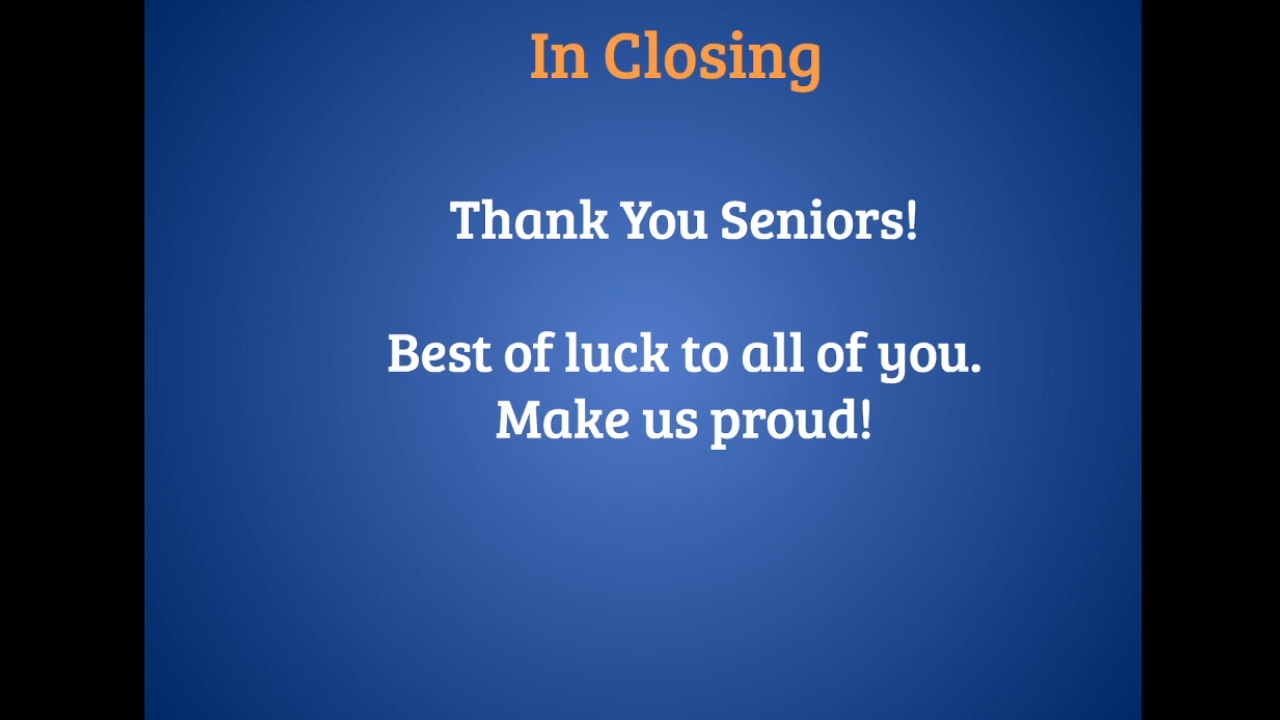 In Closing
Thank You Seniors!
Best of luck to all of you.
Make us proud!